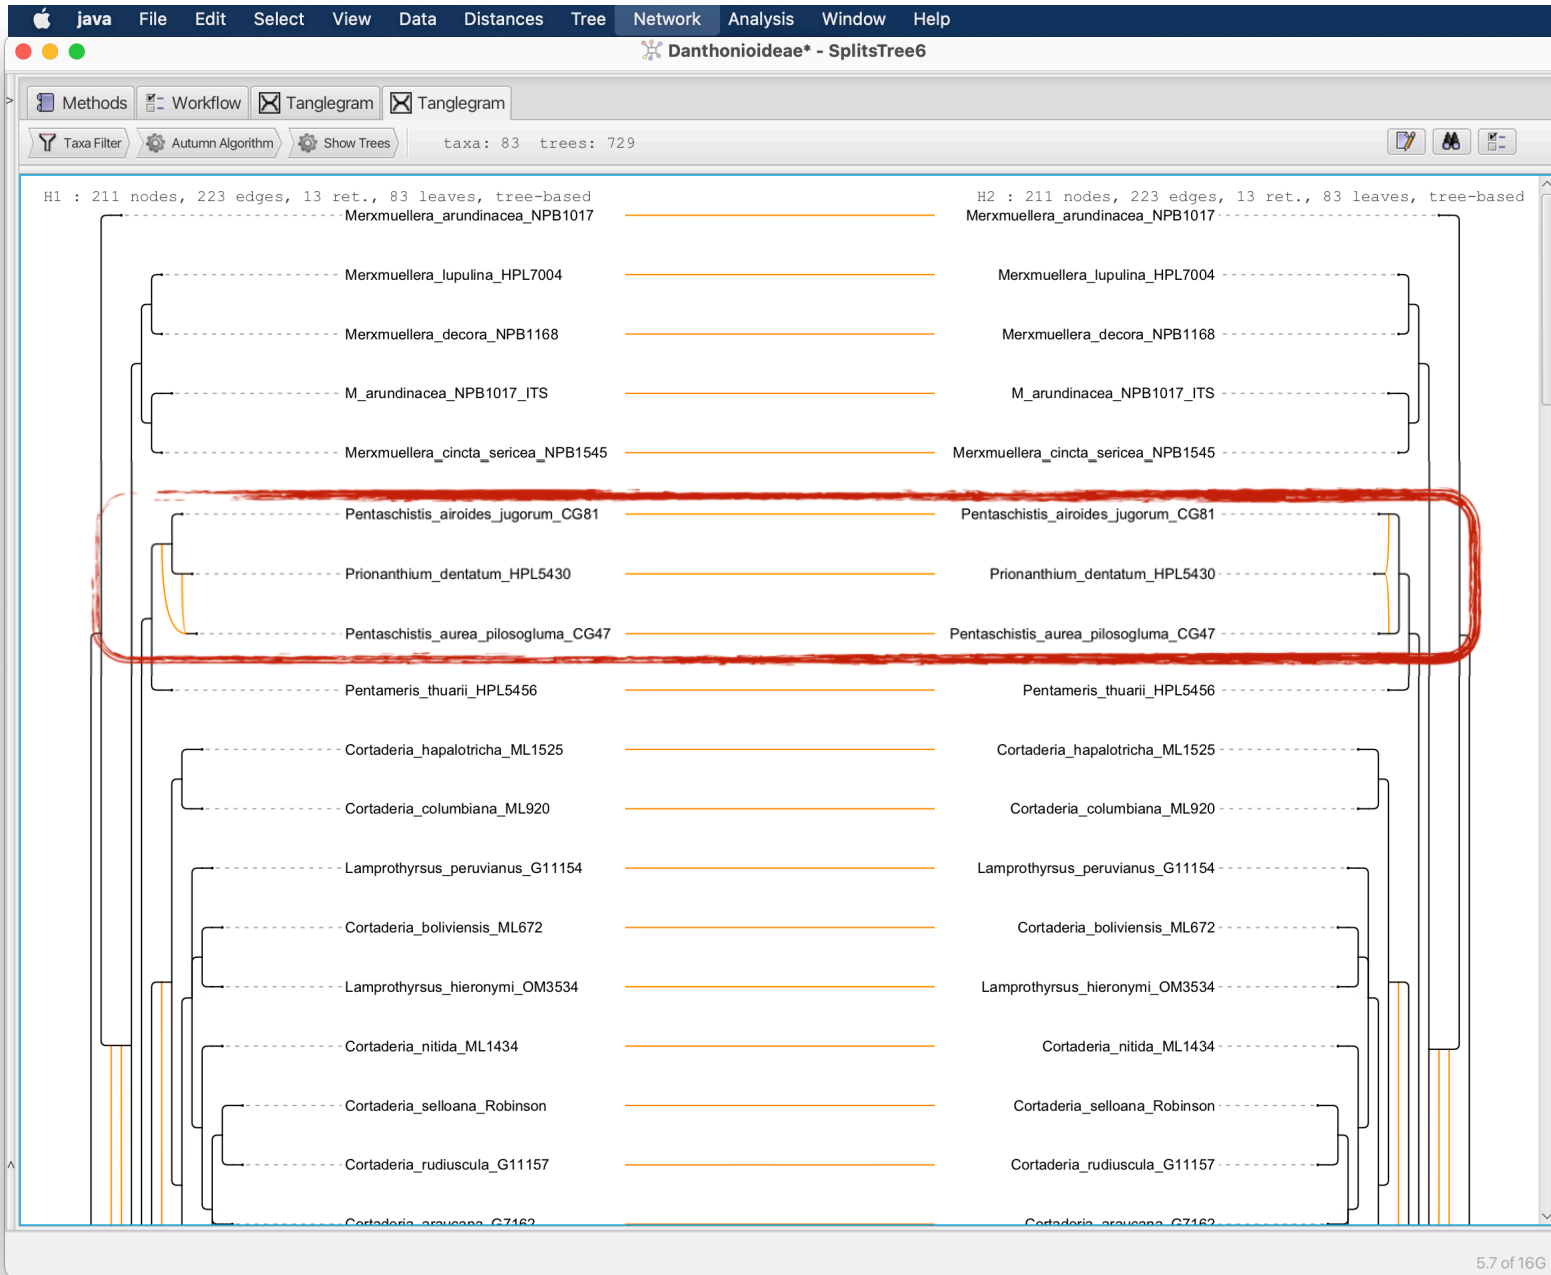 java File Edit Select View Data Distances Tree Network Analysis Window Help
Danthonioideae* - SplitsTree6
Methods Workflow Tanglegram Tanglegram
Taxa Filter Autumn Algorithm Show Trees taxa: 83 trees: 729
H1 : 211 nodes, 223 edges, 13 ret., 83 leaves, tree-based H2 : 211 nodes, 223 edges, 13 ret., 83 leaves, tree-based
Merxmuellera_arundinacea_NPB1017 Merxmuellera_arundinacea_NPB1017
Merxmuellera_lupulina_HPL7004 Merxmuellera_lupulina_HPL7004
Merxmuellera_decora_NPB1168 Merxmuellera_decora_NPB1168
M_arundinacea_NPB1017_ITS M_arundinacea_NPB1017_ITS
Merxmuellera_cincta_sericea_NPB1545 Merxmuellera_cincta_sericea_NPB1545
Pentaschistis_airoides_jugorum_CG81 Pentaschistis_airoides_jugorum_CG81
Prionanthium_dentatum_HPL5430 Prionanthium_dentatum_HPL5430
Pentaschistis_aurea_pilosogluma_CG47 Pentaschistis_aurea_pilosogluma_CG47
Pentameris_thuarii_HPL5456 Pentameris_thuarii_HPL5456
Cortaderia_hapalotricha_ML1525 Cortaderia_hapalotricha_ML1525
Cortaderia_columbiana_ML920 Cortaderia_columbiana_ML920
Lamprothyrsus_peruvianus_G11154 Lamprothyrsus_peruvianus_G11154
Cortaderia_boliviensis_ML672 Cortaderia_boliviensis_ML672
Lamprothyrsus_hieronymi_OM3534 Lamprothyrsus_hieronymi_OM3534
Cortaderia_nitida_ML1434 Cortaderia_nitida_ML1434
Cortaderia_selloana_Robinson Cortaderia_selloana_Robinson
Cortaderia_rudiuscula_G11157 Cortaderia_rudiuscula_G11157
Cortaderia_araucana_G7162 Cortaderia_araucana_G7162
5.7 of 16G